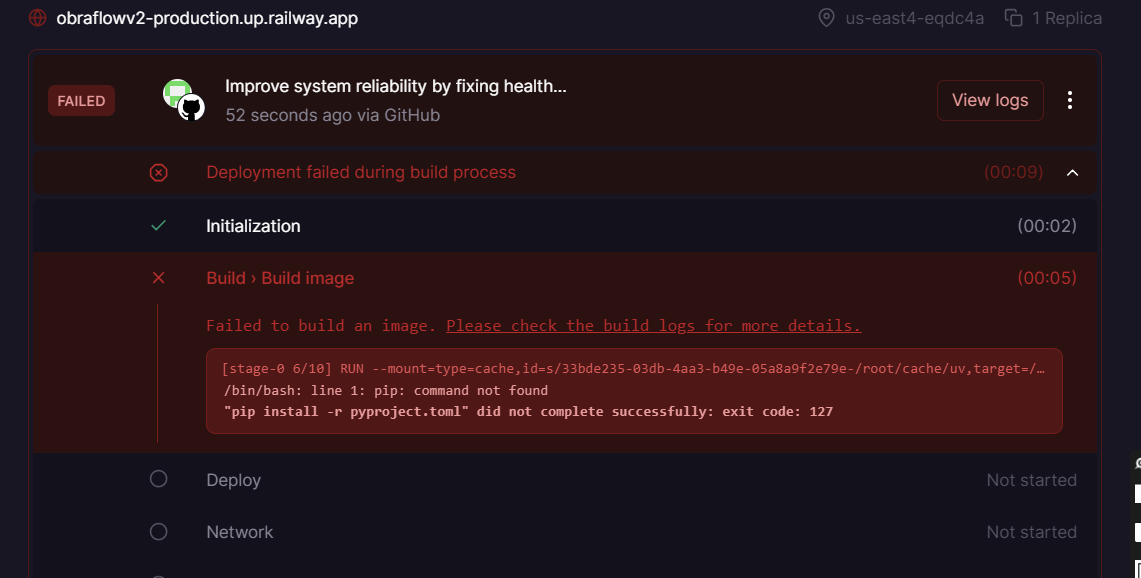 obraflowv2-production.up.railway.app
us-east4-eqdc4a
1 Replica
FAILED
Improve system reliability by fixing health...
52 seconds ago via GitHub
View logs
Deployment failed during build process
(00:09)
Initialization
(00:02)
Build › Build image
(00:05)
Failed to build an image. Please check the build logs for more details.
[stage-0 6/10] RUN --mount=type=cache,id=s/33bde235-03db-4aa3-b49e-05a8a9f2e79e-/root/cache/uv,target=/…
/bin/bash: line 1: pip: command not found
"pip install -r pyproject.toml" did not complete successfully: exit code: 127
Deploy
Not started
Network
Not started